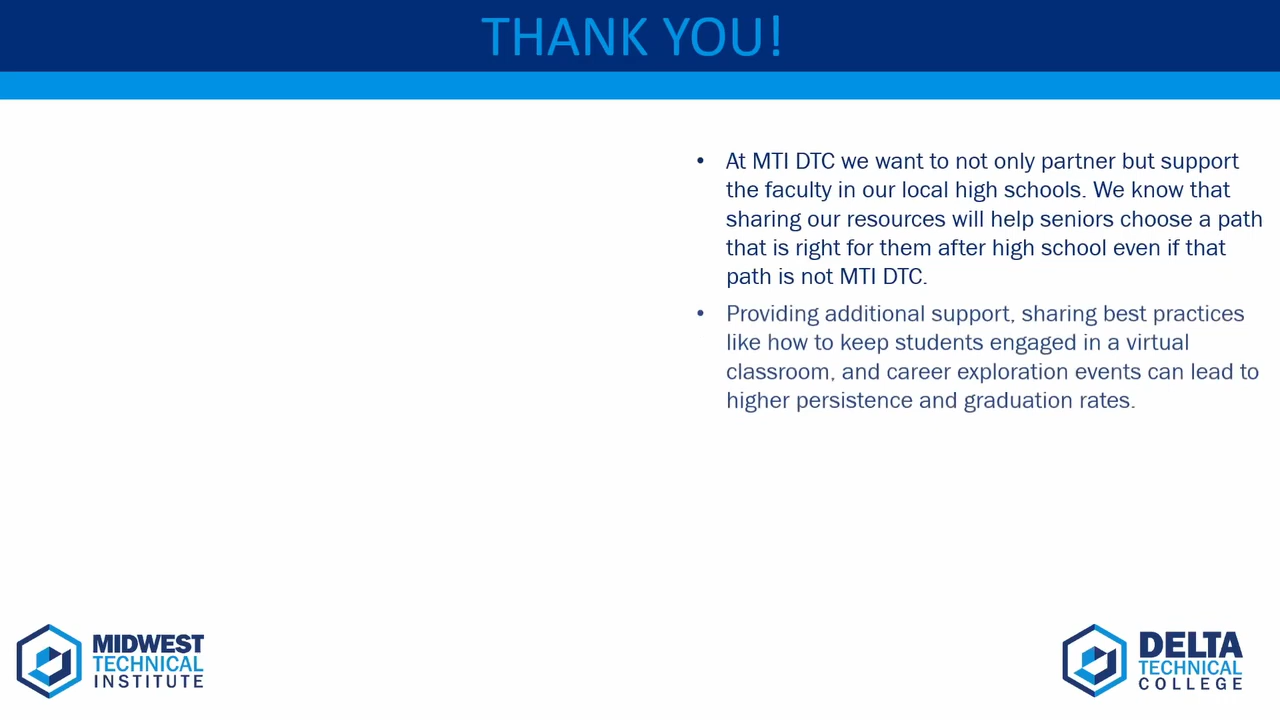 THANK YOU!
• At MTI DTC we want to not only partner but support
the faculty in our local high schools. We know that
sharing our resources will help seniors choose a path
that is right for them after high school even if that
path is not MTI DTC.
• Providing additional support, sharing best practices
like how to keep students engaged in a virtual
classroom, and career exploration events can lead to
higher persistence and graduation rates.
MIDWEST
TECHNICAL
INSTITUTE
DELTA
TECHNICAL
COLLEGE